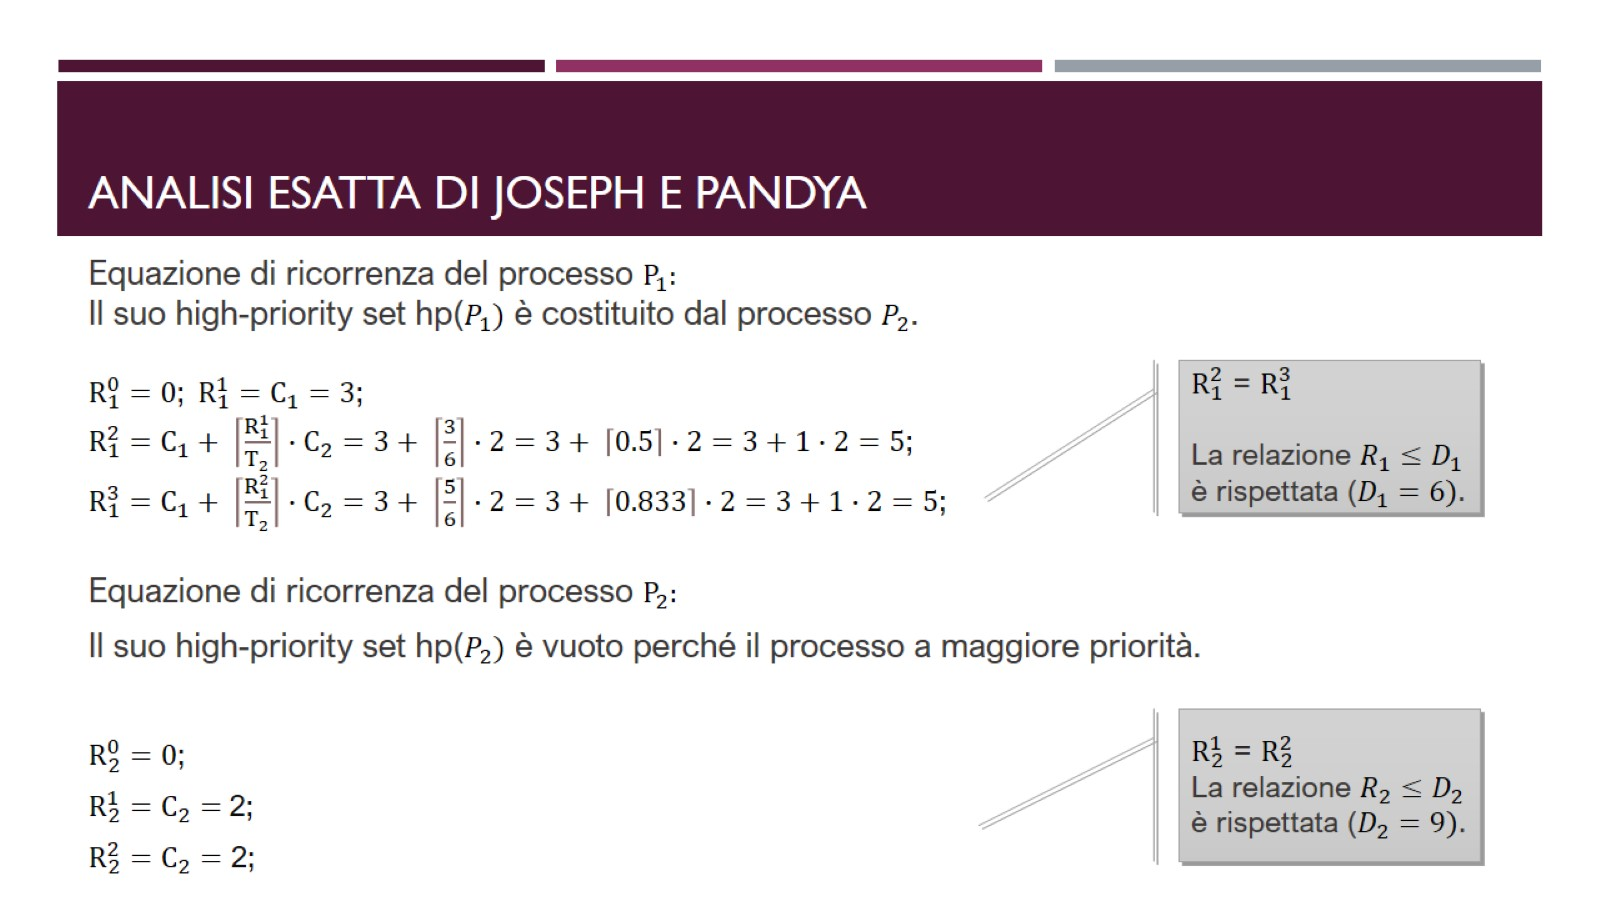 ANALISI ESATTA DI JOSEPH E PANDYA
Equazione di ricorrenza del processo P₁:
Il suo high-priority set hp(P₁) è costituito dal processo P₂.
R₁⁰ = 0; R₁¹ = C₁ = 3;
R₁² = C₁ + ⌈R₁¹/T₂⌉ · C₂ = 3 + ⌈3/6⌉ · 2 = 3 + ⌈0.5⌉ · 2 = 3 + 1 · 2 = 5;
R₁³ = C₁ + ⌈R₁²/T₂⌉ · C₂ = 3 + ⌈5/6⌉ · 2 = 3 + ⌈0.833⌉ · 2 = 3 + 1 · 2 = 5;
R₁² = R₁³
La relazione R₁ ≤ D₁
è rispettata (D₁ = 6).
Equazione di ricorrenza del processo P₂:
Il suo high-priority set hp(P₂) è vuoto perché il processo a maggiore priorità.
R₂⁰ = 0;
R₂¹ = C₂ = 2;
R₂² = C₂ = 2;
R₂¹ = R₂²
La relazione R₂ ≤ D₂
è rispettata (D₂ = 9).